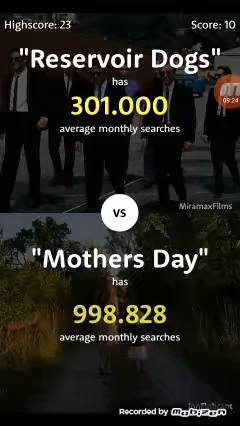 Highscore: 23
Score: 10
"Reservoir Dogs"
has
301.000
average monthly searches
09:24
MiramaxFilms
VS
"Mothers Day"
has
998.828
average monthly searches
Recorded by Mobizen